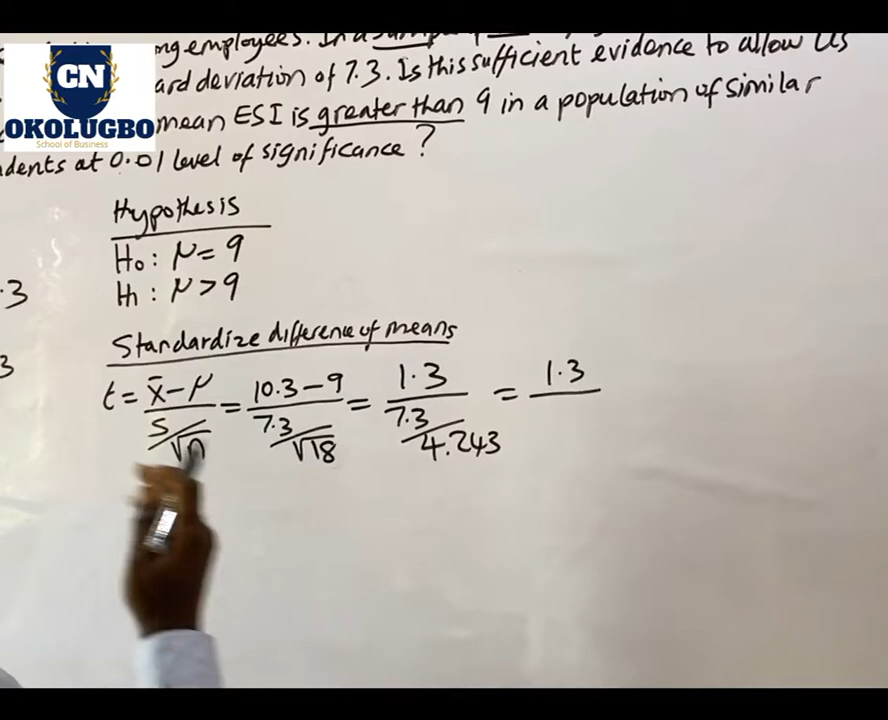 employees. In a
ard deviation of 7.3. Is this sufficient evidence to allow us
mean ESI is greater than 9 in a population of similar
dents at 0.01 level of significance?
CN
OKOLUGBO
School of Business
Hypothesis
H₀: μ = 9
H₁: μ > 9
.3
3
Standardize difference of means
t = x̄ - μ / s/√n = 10.3 - 9 / 7.3/√18 = 1.3 / 7.3/4.243 = 1.3